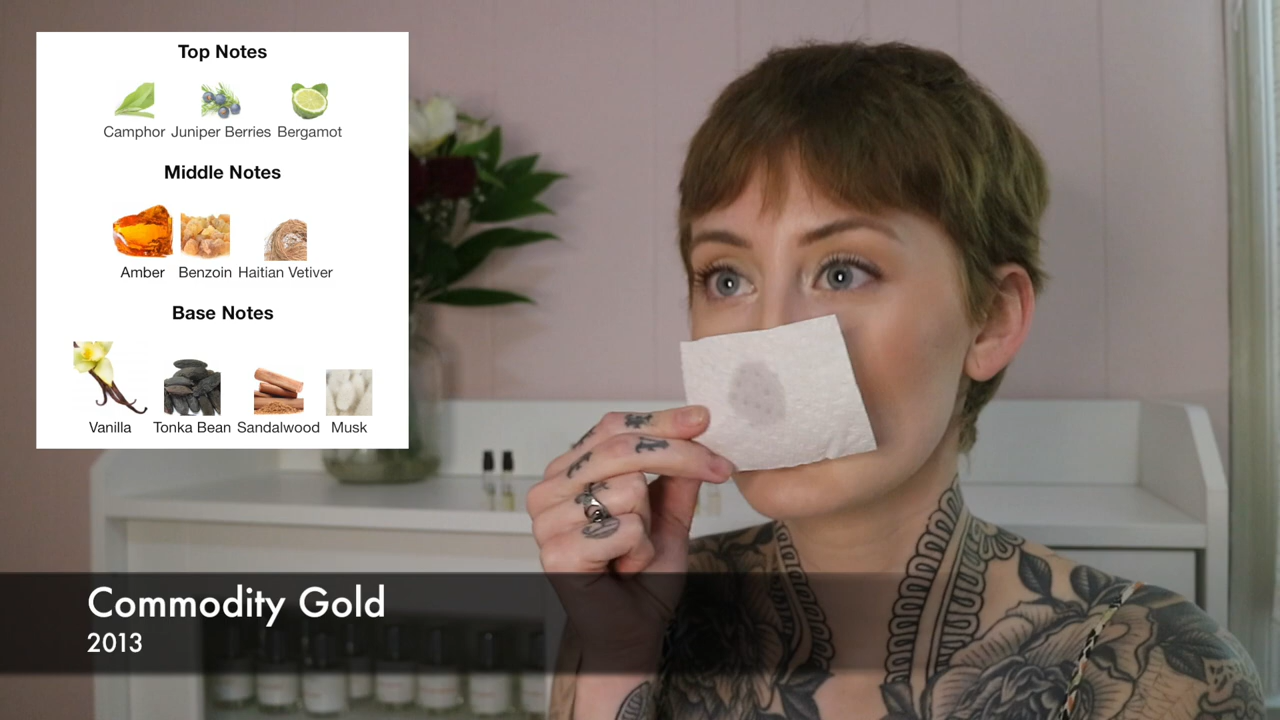 Top Notes
Camphor Juniper Berries Bergamot
Middle Notes
Amber Benzoin Haitian Vetiver
Base Notes
Vanilla Tonka Bean Sandalwood Musk
Commodity Gold
2013